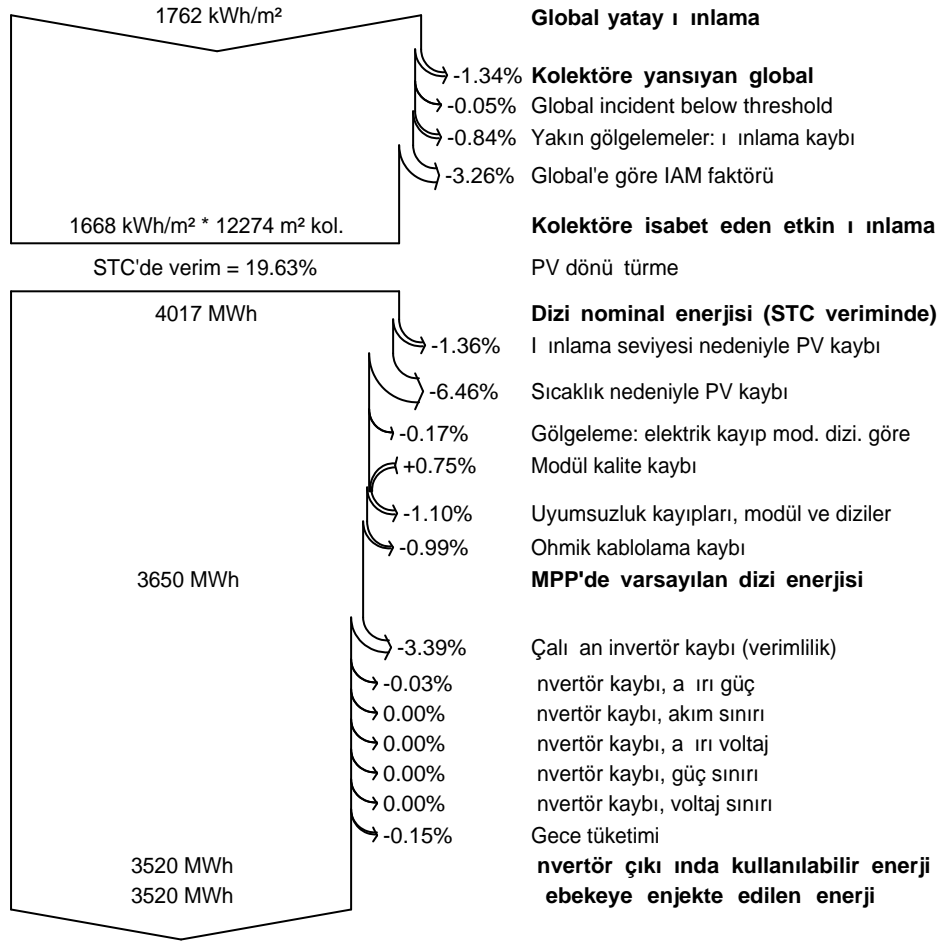 1762 kWh/m² Global yatay ı ınlama
-1.34% Kolektöre yansıyan global
-0.05% Global incident below threshold
-0.84% Yakın gölgelemeler: ı ınlama kaybı
-3.26% Global'e göre IAM faktörü
1668 kWh/m² * 12274 m² kol. Kolektöre isabet eden etkin ı ınlama
STC'de verim = 19.63% PV dönü türme
4017 MWh Dizi nominal enerjisi (STC veriminde)
-1.36% I ınlama seviyesi nedeniyle PV kaybı
-6.46% Sıcaklık nedeniyle PV kaybı
-0.17% Gölgeleme: elektrik kayıp mod. dizi. göre
+0.75% Modül kalite kaybı
-1.10% Uyumsuzluk kayıpları, modül ve diziler
-0.99% Ohmik kablolama kaybı
3650 MWh MPP'de varsayılan dizi enerjisi
-3.39% Çalı an invertör kaybı (verimlilik)
-0.03% nvertör kaybı, a ırı güç
0.00% nvertör kaybı, akım sınırı
0.00% nvertör kaybı, a ırı voltaj
0.00% nvertör kaybı, güç sınırı
0.00% nvertör kaybı, voltaj sınırı
-0.15% Gece tüketimi
3520 MWh nvertör çıkı ında kullanılabilir enerji
3520 MWh ebekeye enjekte edilen enerji